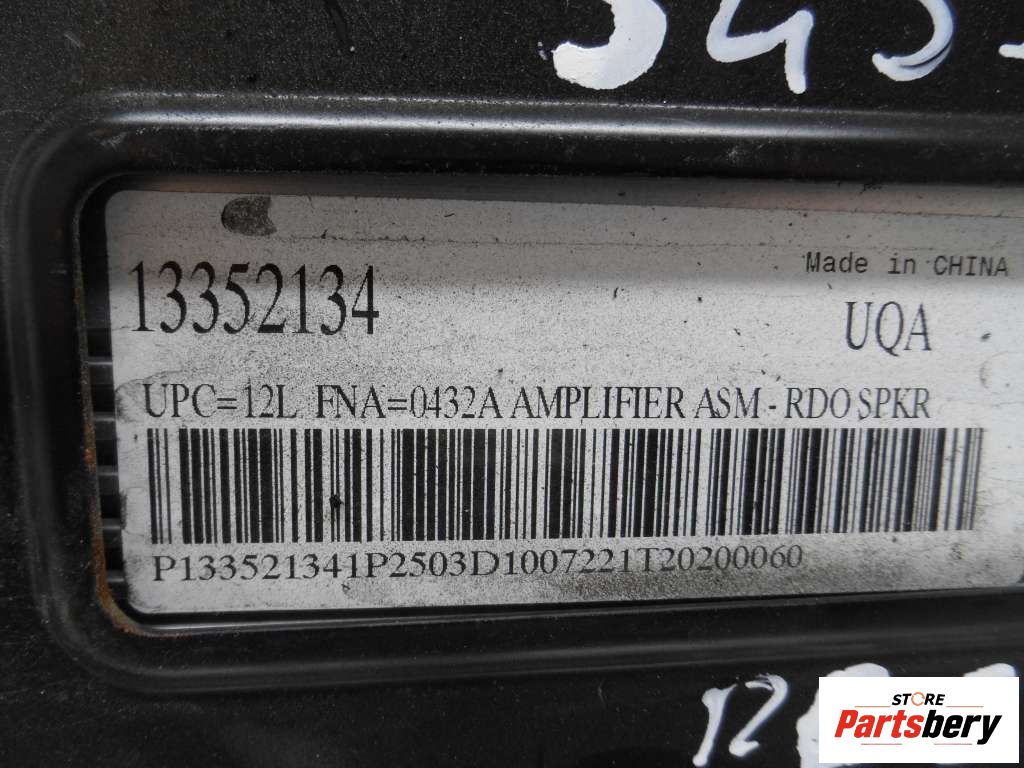 13352134
Made in CHINA
UQA
UPC=12L FNA=0432A AMPLIFIER ASM - RDO SPKR
P133521341P2503D1007221T20200060
STORE
Partsbery